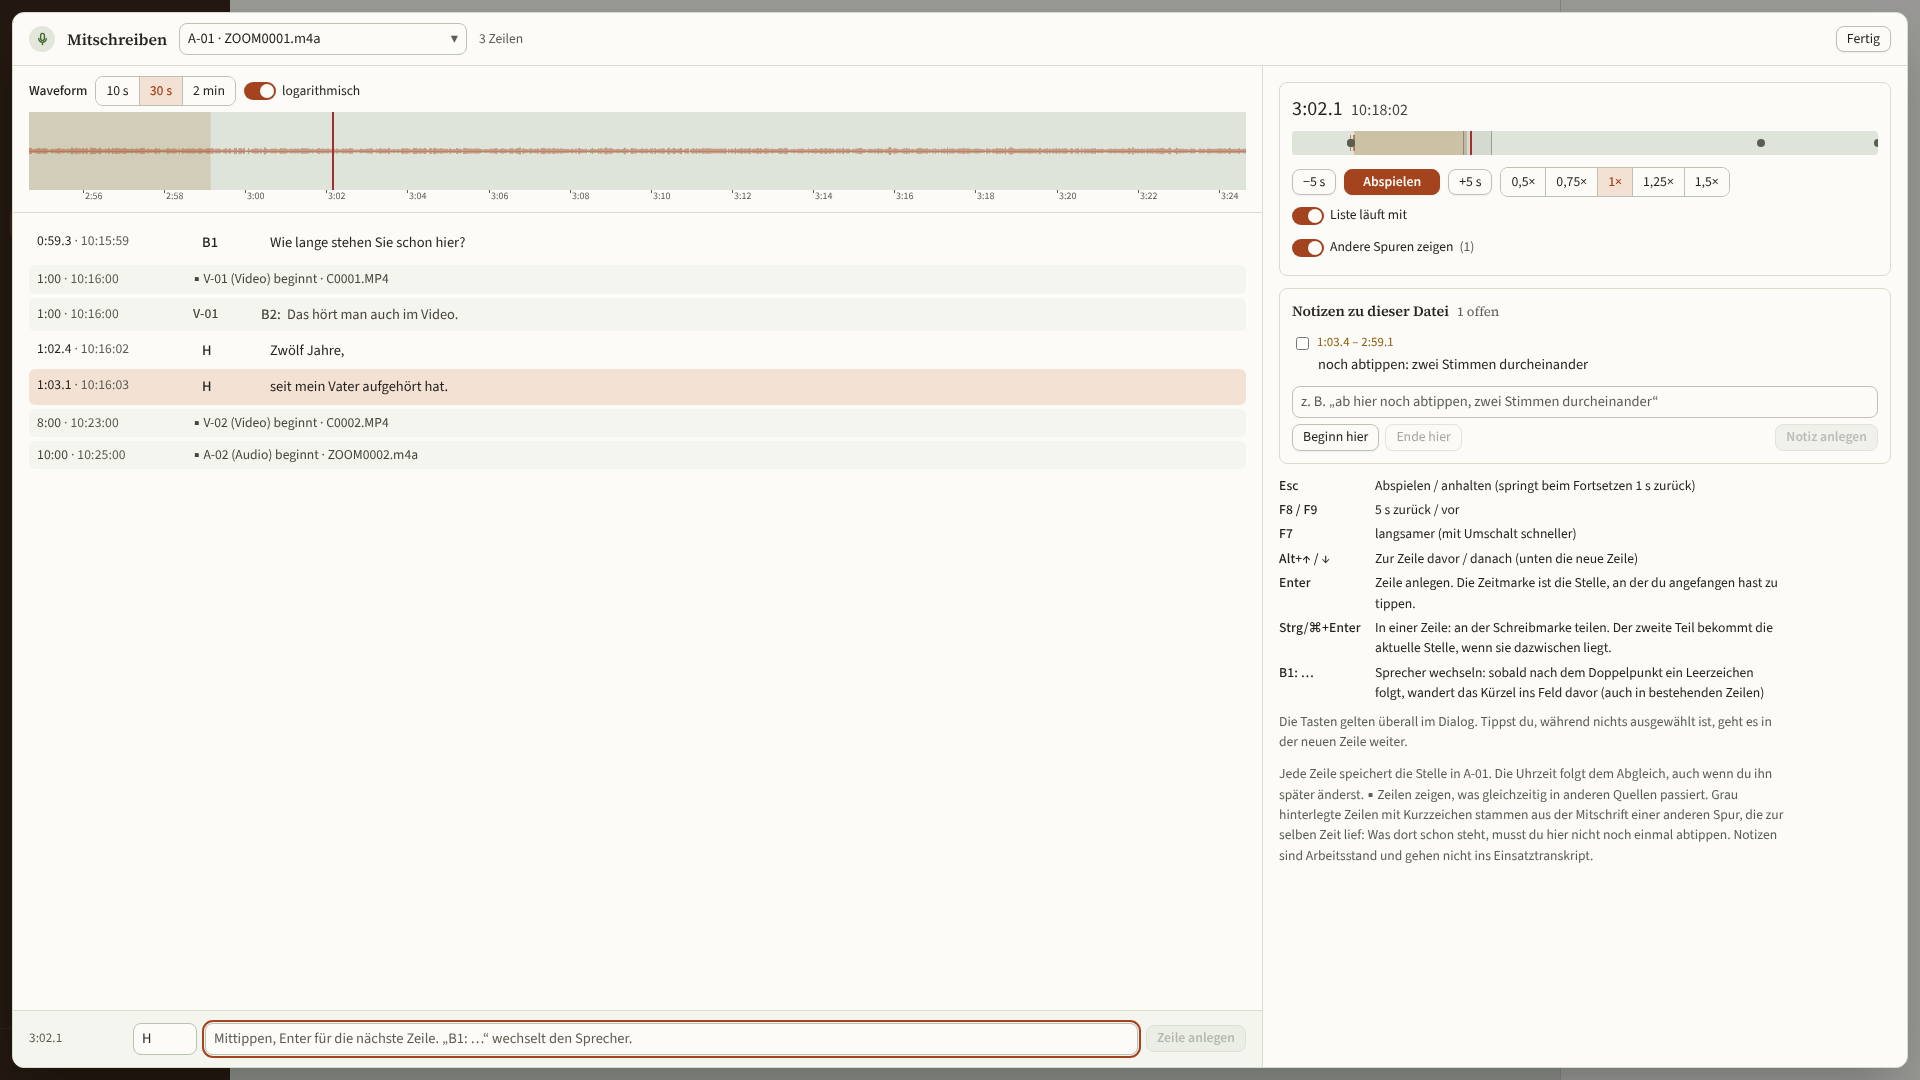 Mitschreiben A-01 · ZOOM0001.m4a 3 Zeilen Fertig
Waveform 10 s 30 s 2 min logarithmisch
2:56 2:58 3:00 3:02 3:04 3:06 3:08 3:10 3:12 3:14 3:16 3:18 3:20 3:22 3:24
0:59.3 · 10:15:59 B1 Wie lange stehen Sie schon hier?
1:00 · 10:16:00 ▪ V-01 (Video) beginnt · C0001.MP4
1:00 · 10:16:00 V-01 B2: Das hört man auch im Video.
1:02.4 · 10:16:02 H Zwölf Jahre,
1:03.1 · 10:16:03 H seit mein Vater aufgehört hat.
8:00 · 10:23:00 ▪ V-02 (Video) beginnt · C0002.MP4
10:00 · 10:25:00 ▪ A-02 (Audio) beginnt · ZOOM0002.m4a
3:02.1 H Mittippen, Enter für die nächste Zeile. „B1: …“ wechselt den Sprecher. Zeile anlegen
3:02.1 10:18:02
−5 s Abspielen +5 s 0,5× 0,75× 1× 1,25× 1,5×
Liste läuft mit
Andere Spuren zeigen (1)
Notizen zu dieser Datei 1 offen
1:03.4 – 2:59.1
noch abtippen: zwei Stimmen durcheinander
z. B. „ab hier noch abtippen, zwei Stimmen durcheinander“
Beginn hier Ende hier Notiz anlegen
Esc Abspielen / anhalten (springt beim Fortsetzen 1 s zurück)
F8 / F9 5 s zurück / vor
F7 langsamer (mit Umschalt schneller)
Alt+↑ / ↓ Zur Zeile davor / danach (unten die neue Zeile)
Enter Zeile anlegen. Die Zeitmarke ist die Stelle, an der du angefangen hast zu
tippen.
Strg/⌘+Enter In einer Zeile: an der Schreibmarke teilen. Der zweite Teil bekommt die
aktuelle Stelle, wenn sie dazwischen liegt.
B1: … Sprecher wechseln: sobald nach dem Doppelpunkt ein Leerzeichen
folgt, wandert das Kürzel ins Feld davor (auch in bestehenden Zeilen)
Die Tasten gelten überall im Dialog. Tippst du, während nichts ausgewählt ist, geht es in
der neuen Zeile weiter.
Jede Zeile speichert die Stelle in A-01. Die Uhrzeit folgt dem Abgleich, auch wenn du ihn
später änderst. ▪ Zeilen zeigen, was gleichzeitig in anderen Quellen passiert. Grau
hinterlegte Zeilen mit Kurzzeichen stammen aus der Mitschrift einer anderen Spur, die zur
selben Zeit lief: Was dort schon steht, musst du hier nicht noch einmal abtippen. Notizen
sind Arbeitsstand und gehen nicht ins Einsatztranskript.